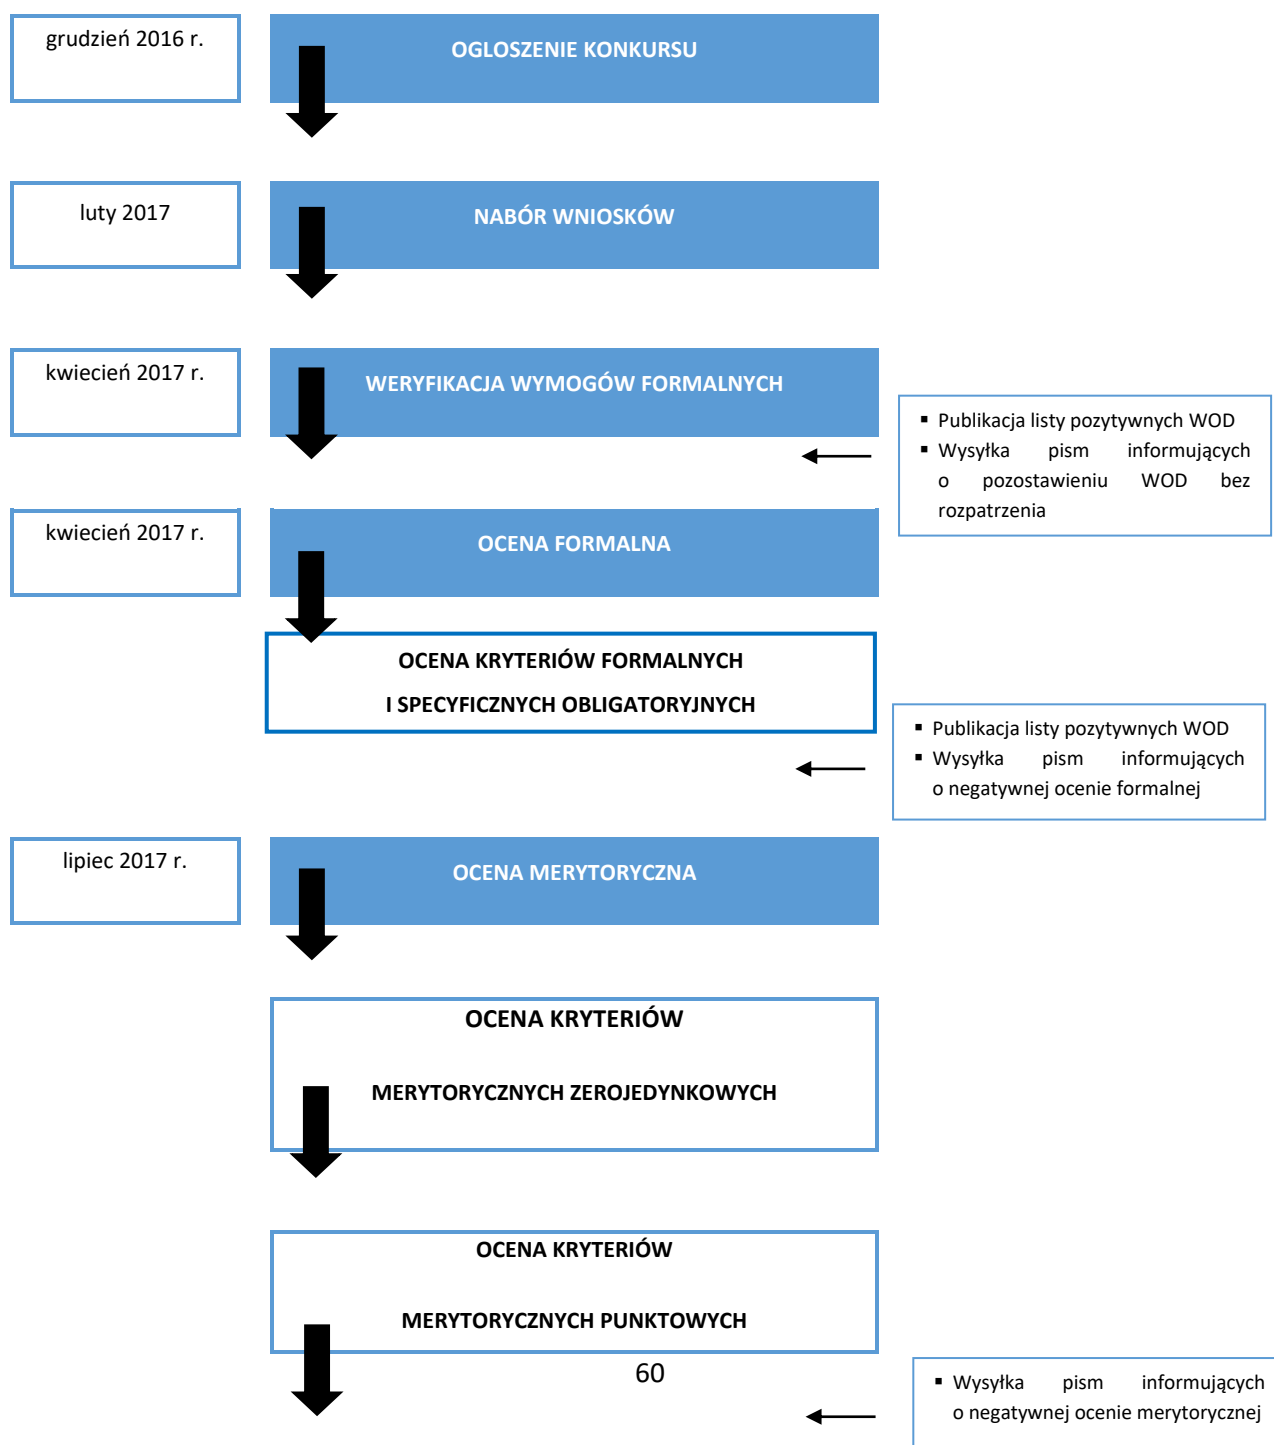 grudzień 2016 r.
OGLOSZENIE KONKURSU
luty 2017
NABÓR WNIOSKÓW
kwiecień 2017 r.
WERYFIKACJA WYMOGÓW FORMALNYCH
▪ Publikacja listy pozytywnych WOD
▪ Wysyłka pism informujących
o pozostawieniu WOD bez
rozpatrzenia
kwiecień 2017 r.
OCENA FORMALNA
OCENA KRYTERIÓW FORMALNYCH
I SPECYFICZNYCH OBLIGATORYJNYCH
▪ Publikacja listy pozytywnych WOD
▪ Wysyłka pism informujących
o negatywnej ocenie formalnej
lipiec 2017 r.
OCENA MERYTORYCZNA
OCENA KRYTERIÓW
MERYTORYCZNYCH ZEROJEDYNKOWYCH
OCENA KRYTERIÓW
MERYTORYCZNYCH PUNKTOWYCH
60
▪ Wysyłka pism informujących
o negatywnej ocenie merytorycznej